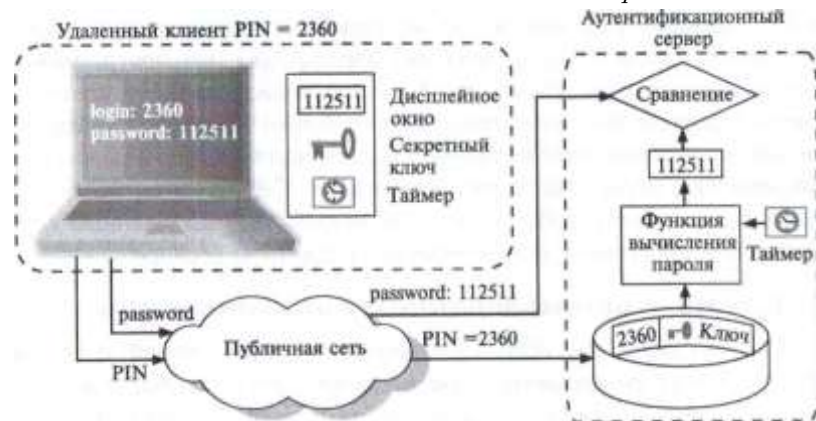 Удаленный клиент PIN = 2360
Аутентификационный
сервер
login: 2360
password: 112511
112511
Дисплейное
окно
Секретный
ключ
Таймер
Сравнение
112511
Функция
вычисления
пароля
Таймер
password: 112511
password
Публичная сеть
PIN =2360
PIN
2360
Ключ